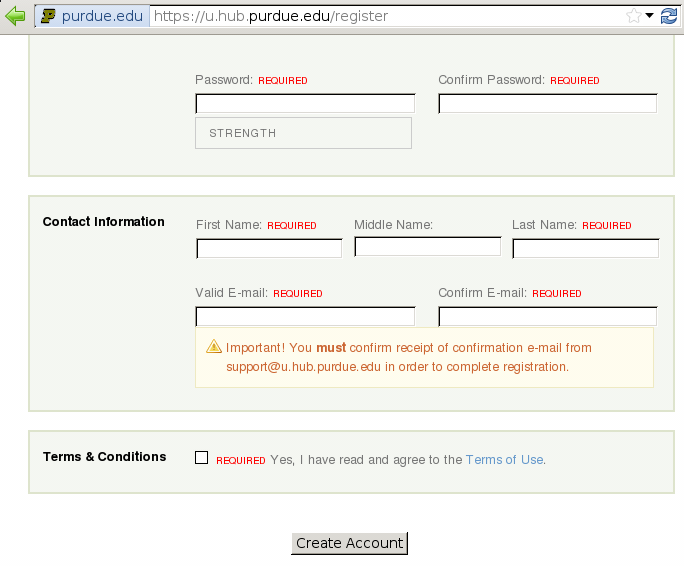 purdue.edu https://u.hub.purdue.edu/register
Password: REQUIRED Confirm Password: REQUIRED
STRENGTH
Contact Information
First Name: REQUIRED Middle Name: Last Name: REQUIRED
Valid E-mail: REQUIRED Confirm E-mail: REQUIRED
Important! You must confirm receipt of confirmation e-mail from
support@u.hub.purdue.edu in order to complete registration.
Terms & Conditions
REQUIRED Yes, I have read and agree to the Terms of Use.
Create Account